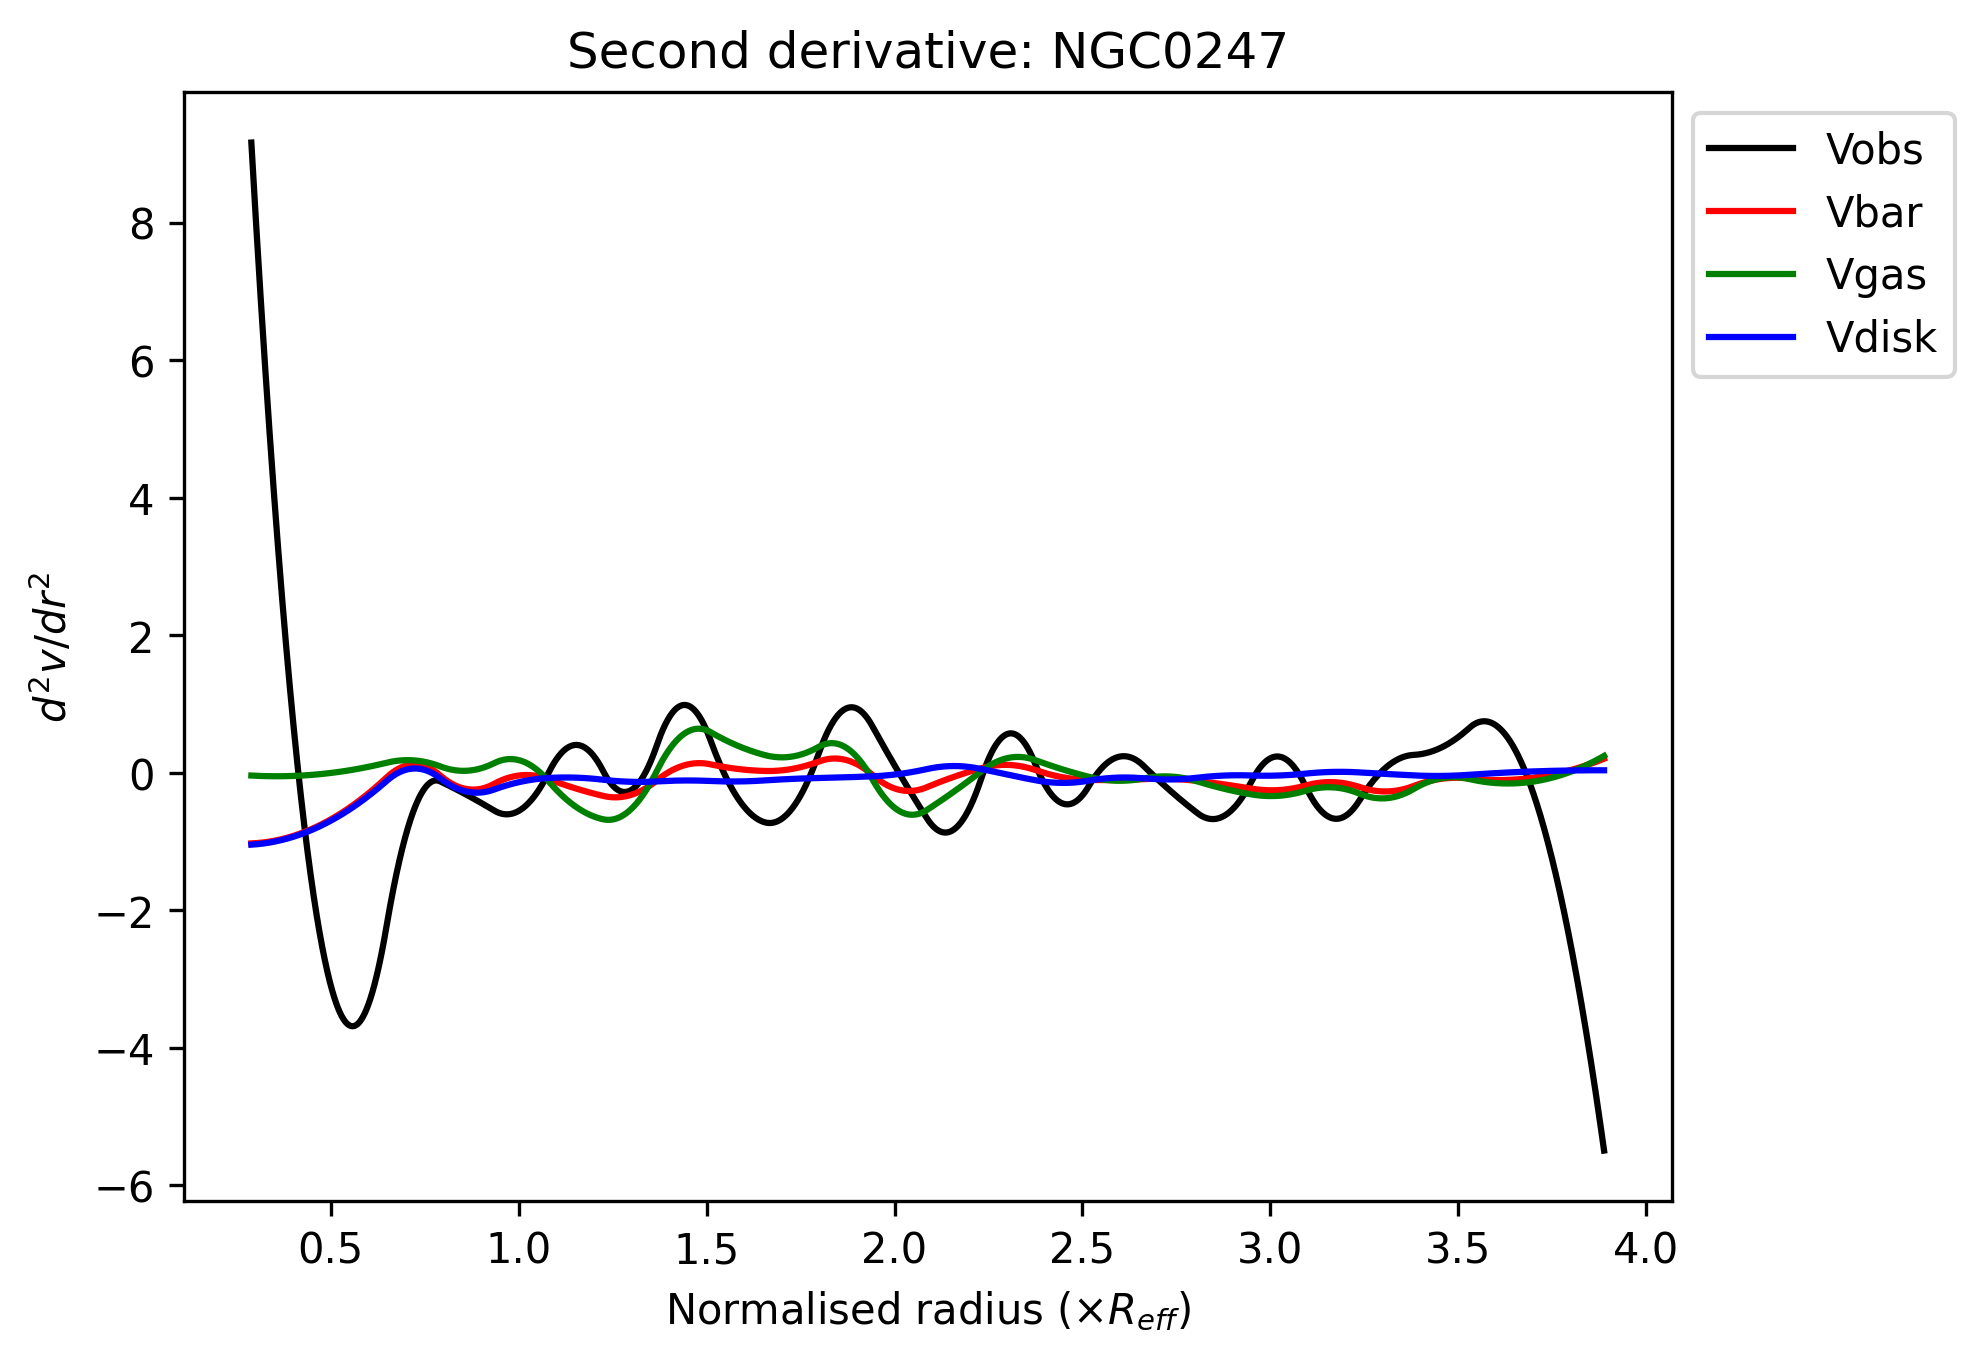 Second derivative: NGC0247
Vobs
Vbar
Vgas
Vdisk
d²v/dr²
8
6
4
2
0
−2
−4
−6
0.5 1.0 1.5 2.0 2.5 3.0 3.5 4.0
Normalised radius (×R_eff)